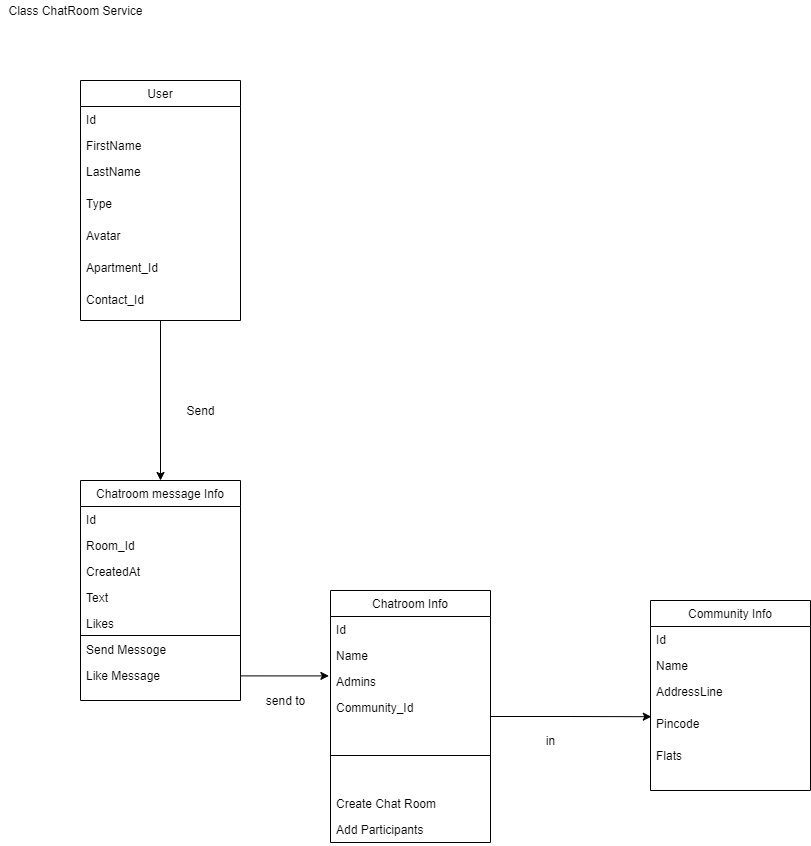 Class ChatRoom Service
User
Id
FirstName
LastName
Type
Avatar
Apartment_Id
Contact_Id
Send
Chatroom message Info
Id
Room_Id
CreatedAt
Text
Likes
Send Messoge
Like Message
send to
Chatroom Info
Id
Name
Admins
Community_Id
Create Chat Room
Add Participants
in
Community Info
Id
Name
AddressLine
Pincode
Flats